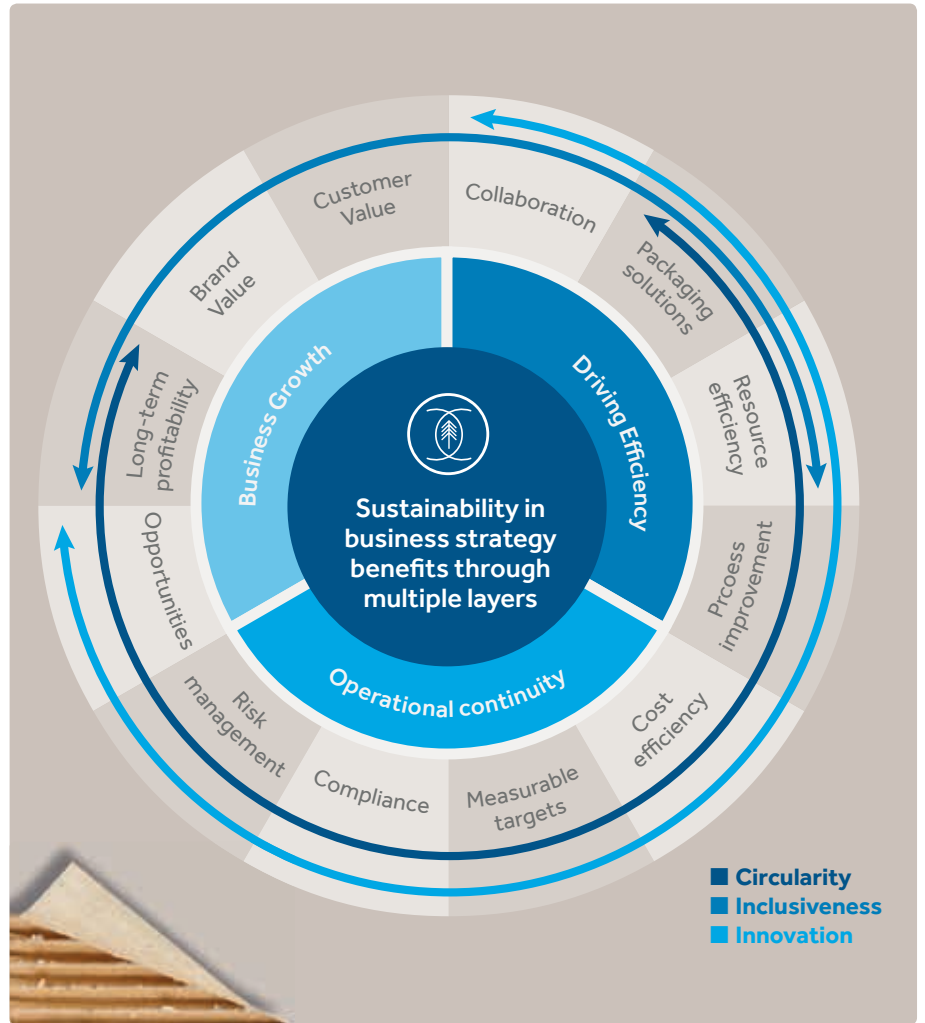 Customer
Value
Collaboration
Packaging
solutions
Resource
efficiency
Prcoess
improvement
Cost
efficiency
Measurable
targets
Compliance
Risk
management
Opportunities
Long-term
profitability
Brand
Value
Business Growth
Driving Efficiency
Operational continuity
Sustainability in
business strategy
benefits through
multiple layers
Circularity
Inclusiveness
Innovation